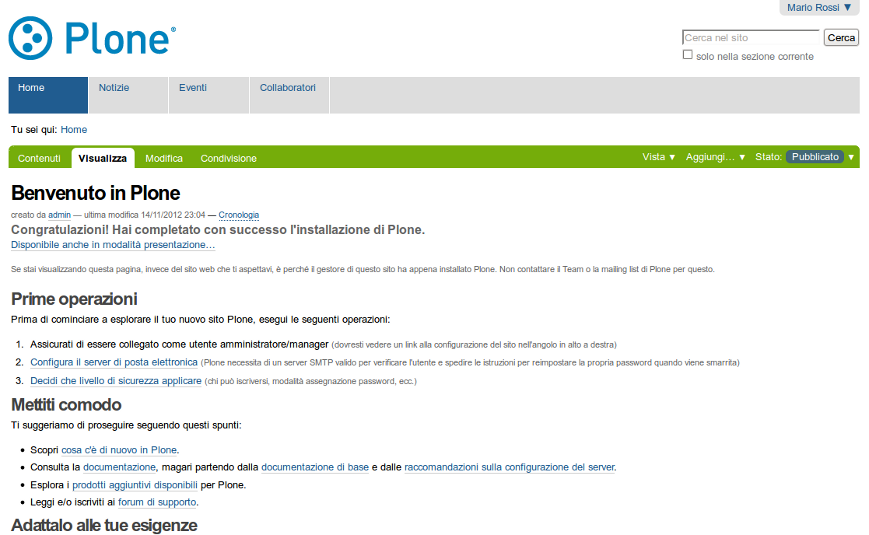 Mario Rossi ▼
Plone®
Cerca nel sito
Cerca
solo nella sezione corrente
Home Notizie Eventi Collaboratori
Tu sei qui: Home
Contenuti Visualizza Modifica Condivisione Vista ▼ Aggiungi… ▼ Stato: Pubblicato ▼
Benvenuto in Plone
creato da admin — ultima modifica 14/11/2012 23:04 — Cronologia
Congratulazioni! Hai completato con successo l'installazione di Plone.
Disponibile anche in modalità presentazione…
Se stai visualizzando questa pagina, invece del sito web che ti aspettavi, è perché il gestore di questo sito ha appena installato Plone. Non contattare il Team o la mailing list di Plone per questo.
Prime operazioni
Prima di cominciare a esplorare il tuo nuovo sito Plone, esegui le seguenti operazioni:
1. Assicurati di essere collegato come utente amministratore/manager (dovresti vedere un link alla configurazione del sito nell'angolo in alto a destra)
2. Configura il server di posta elettronica (Plone necessita di un server SMTP valido per verificare l'utente e spedire le istruzioni per reimpostare la propria password quando viene smarrita)
3. Decidi che livello di sicurezza applicare (chi può iscriversi, modalità assegnazione password, ecc.)
Mettiti comodo
Ti suggeriamo di proseguire seguendo questi spunti:
• Scopri cosa c'è di nuovo in Plone.
• Consulta la documentazione, magari partendo dalla documentazione di base e dalle raccomandazioni sulla configurazione del server.
• Esplora i prodotti aggiuntivi disponibili per Plone.
• Leggi e/o iscriviti ai forum di supporto.
Adattalo alle tue esigenze